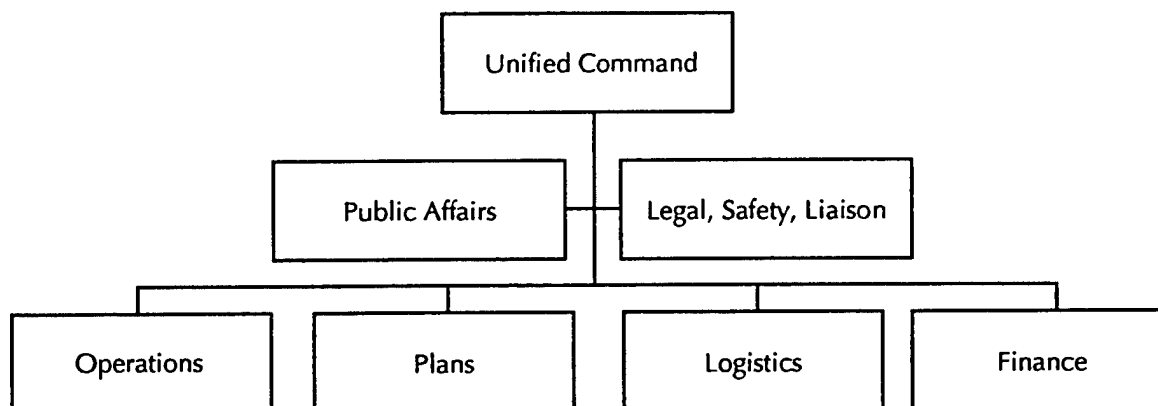 Unified Command
Public Affairs
Legal, Safety, Liaison
Operations
Plans
Logistics
Finance